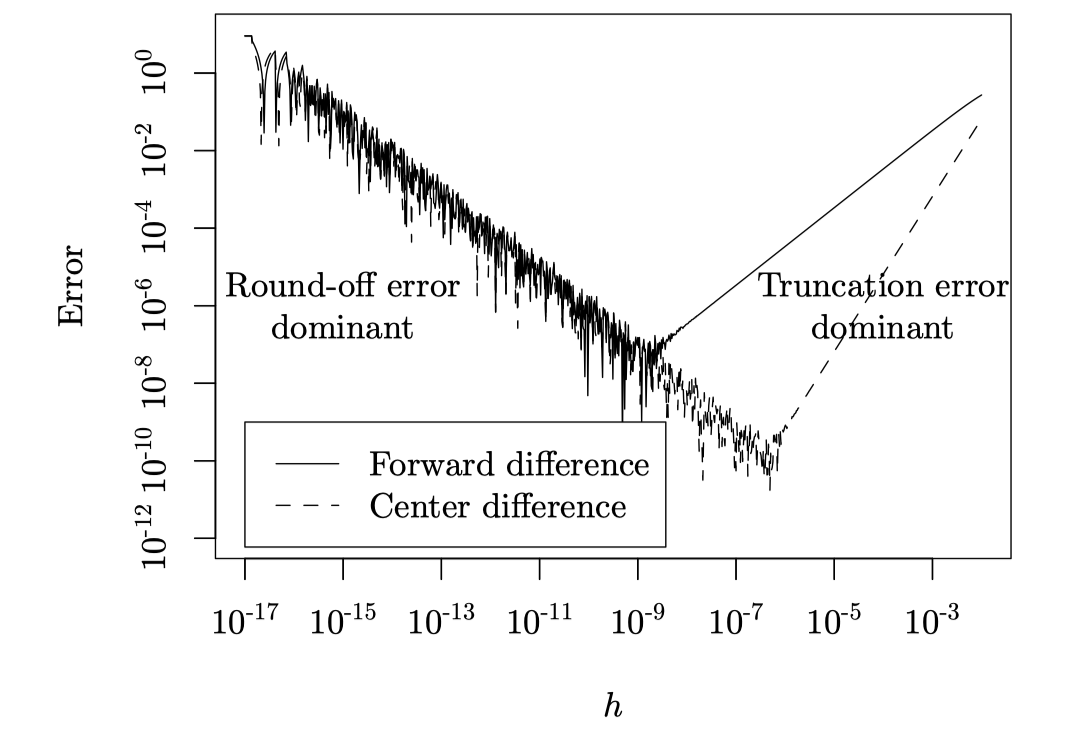 Error
10⁰
10⁻²
10⁻⁴
10⁻⁶
10⁻⁸
10⁻¹⁰
10⁻¹²
Round-off error
dominant
Truncation error
dominant
Forward difference
Center difference
10⁻¹⁷ 10⁻¹⁵ 10⁻¹³ 10⁻¹¹ 10⁻⁹ 10⁻⁷ 10⁻⁵ 10⁻³
h